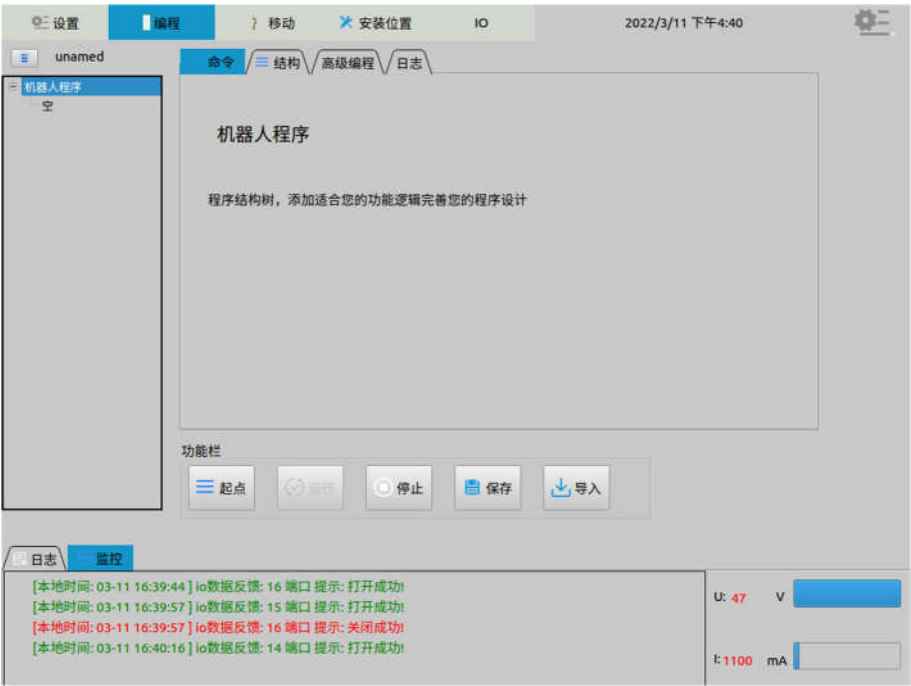 设置 编程 移动 安装位置 IO 2022/3/11 下午4:40
unamed
命令 结构 高级编程 日志
机器人程序
空
机器人程序
程序结构树，添加适合您的功能逻辑完善您的程序设计
功能栏
起点 运行 停止 保存 导入
日志 监控
[本地时间: 03-11 16:39:44 ] io数据反馈: 16 端口 提示: 打开成功!
[本地时间: 03-11 16:39:57 ] io数据反馈: 15 端口 提示: 打开成功!
[本地时间: 03-11 16:39:57 ] io数据反馈: 16 端口 提示: 关闭成功!
[本地时间: 03-11 16:40:16 ] io数据反馈: 14 端口 提示: 打开成功!
U: 47 V
I: 1100 mA